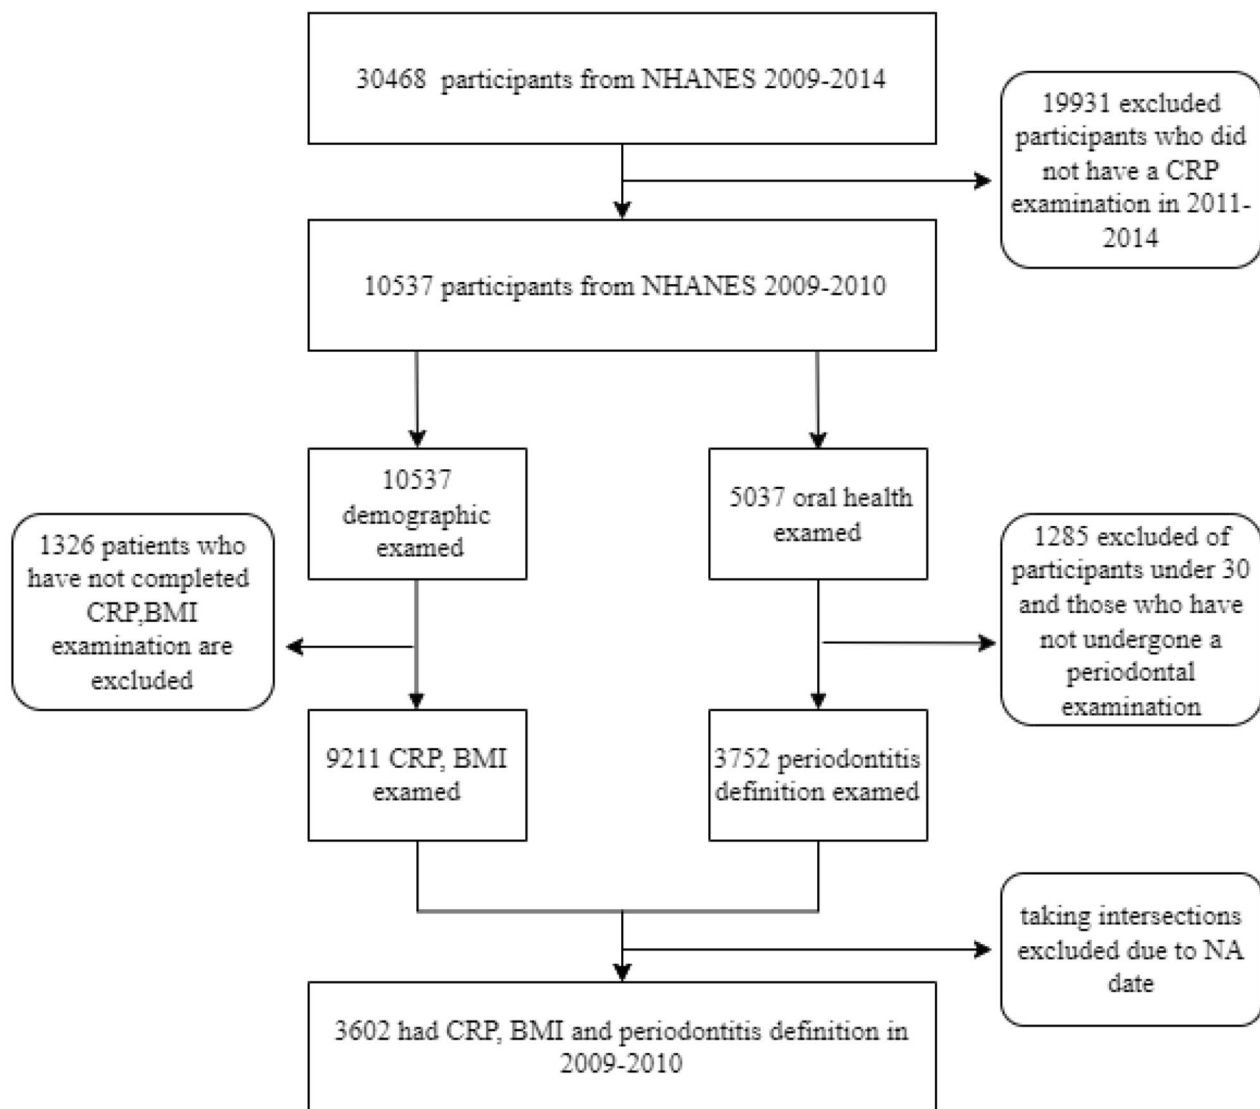 30468 participants from NHANES 2009-2014
19931 excluded
participants who did
not have a CRP
examination in 2011-
2014
10537 participants from NHANES 2009-2010
10537
demographic
examed
5037 oral health
examed
1326 patients who
have not completed
CRP,BMI
examination are
excluded
1285 excluded of
participants under 30
and those who have
not undergone a
periodontal
examination
9211 CRP, BMI
examed
3752 periodontitis
definition examed
taking intersections
excluded due to NA
date
3602 had CRP, BMI and periodontitis definition in
2009-2010